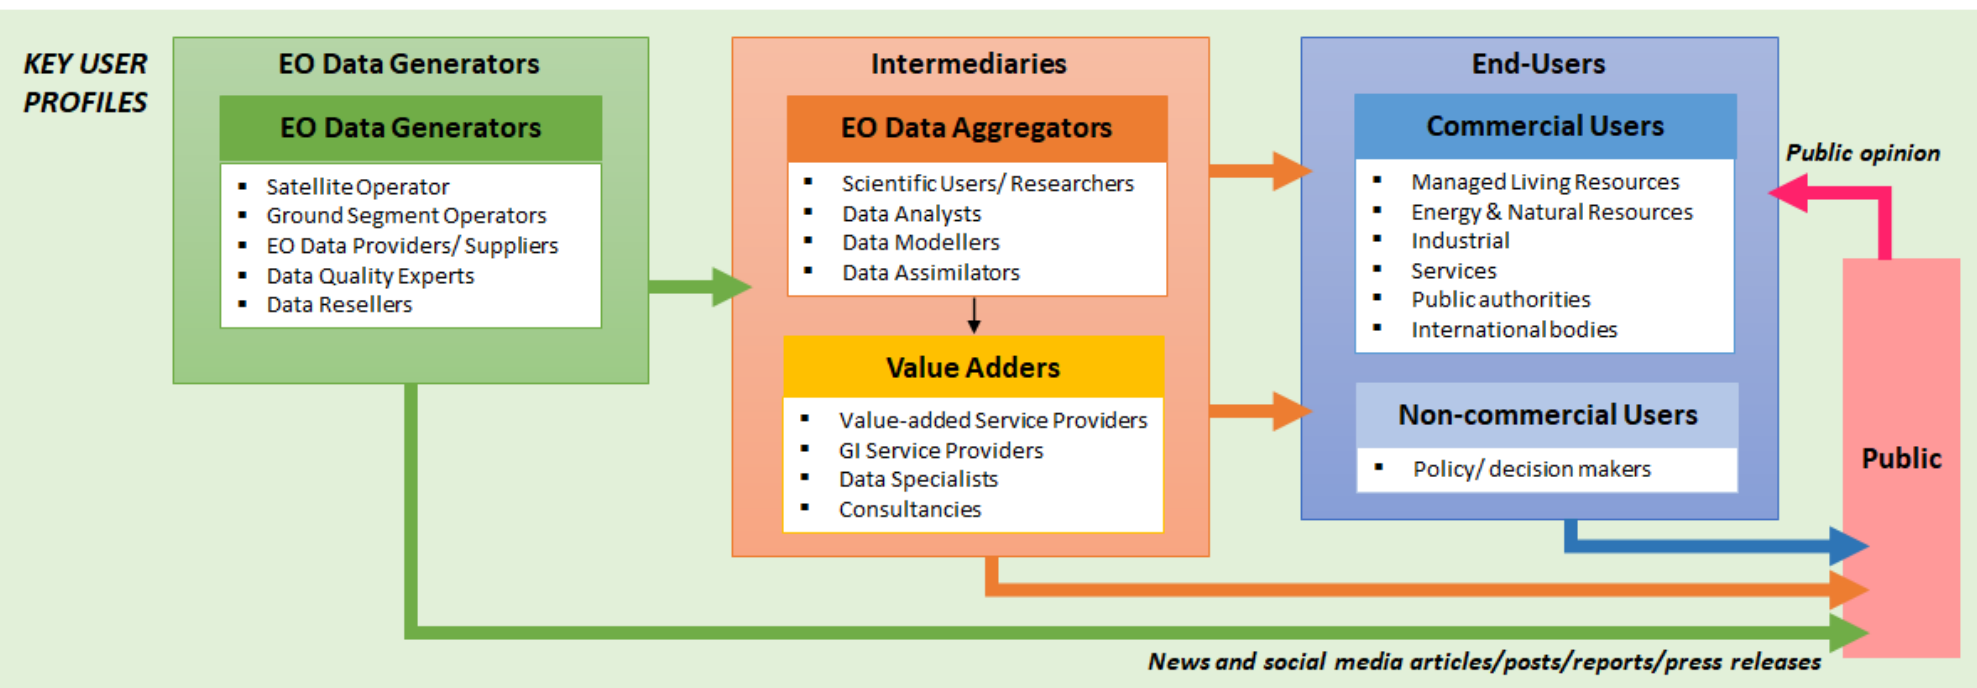 KEY USER
PROFILES
EO Data Generators
EO Data Generators
▪ Satellite Operator
▪ Ground Segment Operators
▪ EO Data Providers/ Suppliers
▪ Data Quality Experts
▪ Data Resellers
Intermediaries
EO Data Aggregators
▪ Scientific Users/ Researchers
▪ Data Analysts
▪ Data Modellers
▪ Data Assimilators
Value Adders
▪ Value-added Service Providers
▪ GI Service Providers
▪ Data Specialists
▪ Consultancies
End-Users
Commercial Users
▪ Managed Living Resources
▪ Energy & Natural Resources
▪ Industrial
▪ Services
▪ Public authorities
▪ International bodies
Non-commercial Users
▪ Policy/ decision makers
Public opinion
Public
News and social media articles/posts/reports/press releases